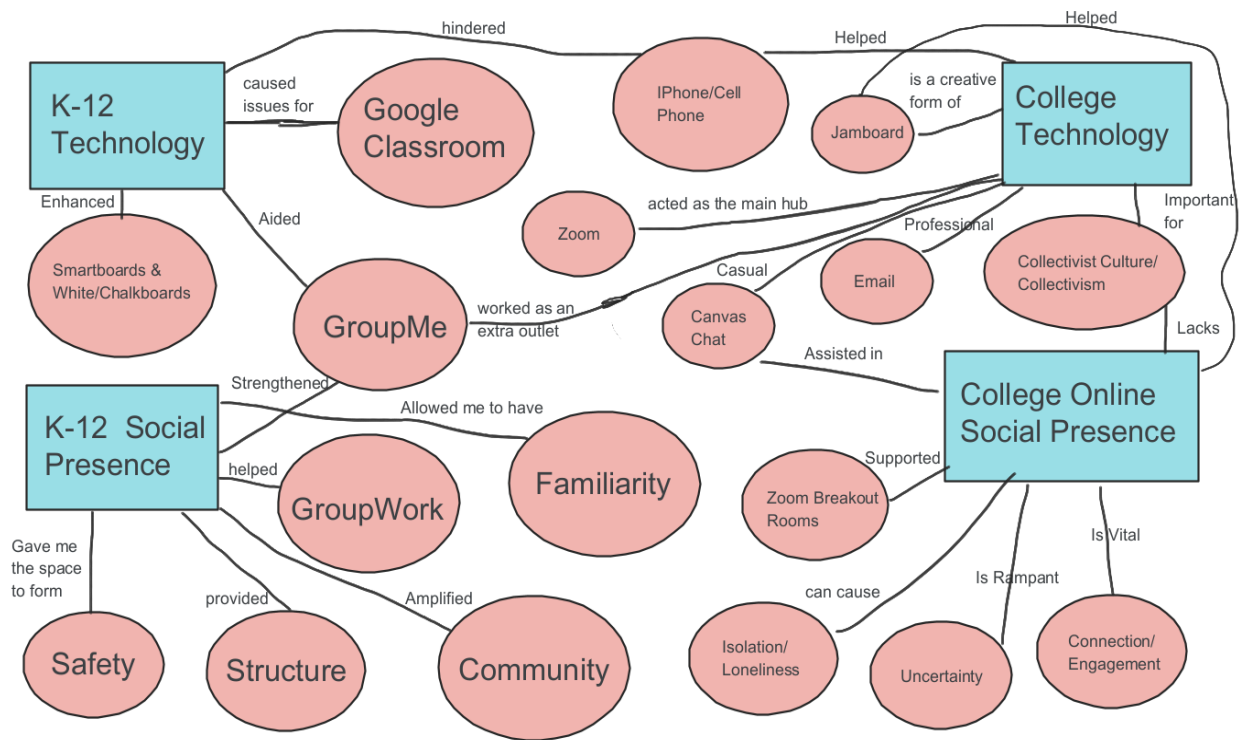 Helped
hindered
Helped
K-12
Technology
caused
issues for
Google
Classroom
IPhone/Cell
Phone
is a creative
form of
Jamboard
College
Technology
Enhanced
Aided
Smartboards &
White/Chalkboards
Zoom
acted as the main hub
Professional
Important
for
Email
Collectivist Culture/
Collectivism
Casual
GroupMe
worked as an
extra outlet
Canvas
Chat
Lacks
Assisted in
Strengthened
K-12 Social
Presence
Allowed me to have
College Online
Social Presence
helped
GroupWork
Familiarity
Supported
Zoom Breakout
Rooms
Gave me
the space
to form
provided
Amplified
can cause
Is Rampant
Is Vital
Safety
Structure
Community
Isolation/
Loneliness
Uncertainty
Connection/
Engagement